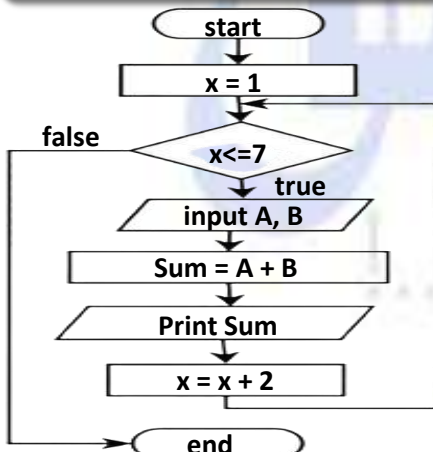 start
x = 1
false
x<=7
true
input A, B
Sum = A + B
Print Sum
x = x + 2
end